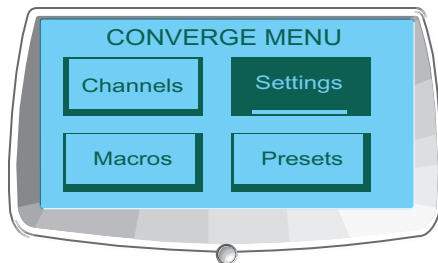 CONVERGE MENU
Channels
Settings
Macros
Presets